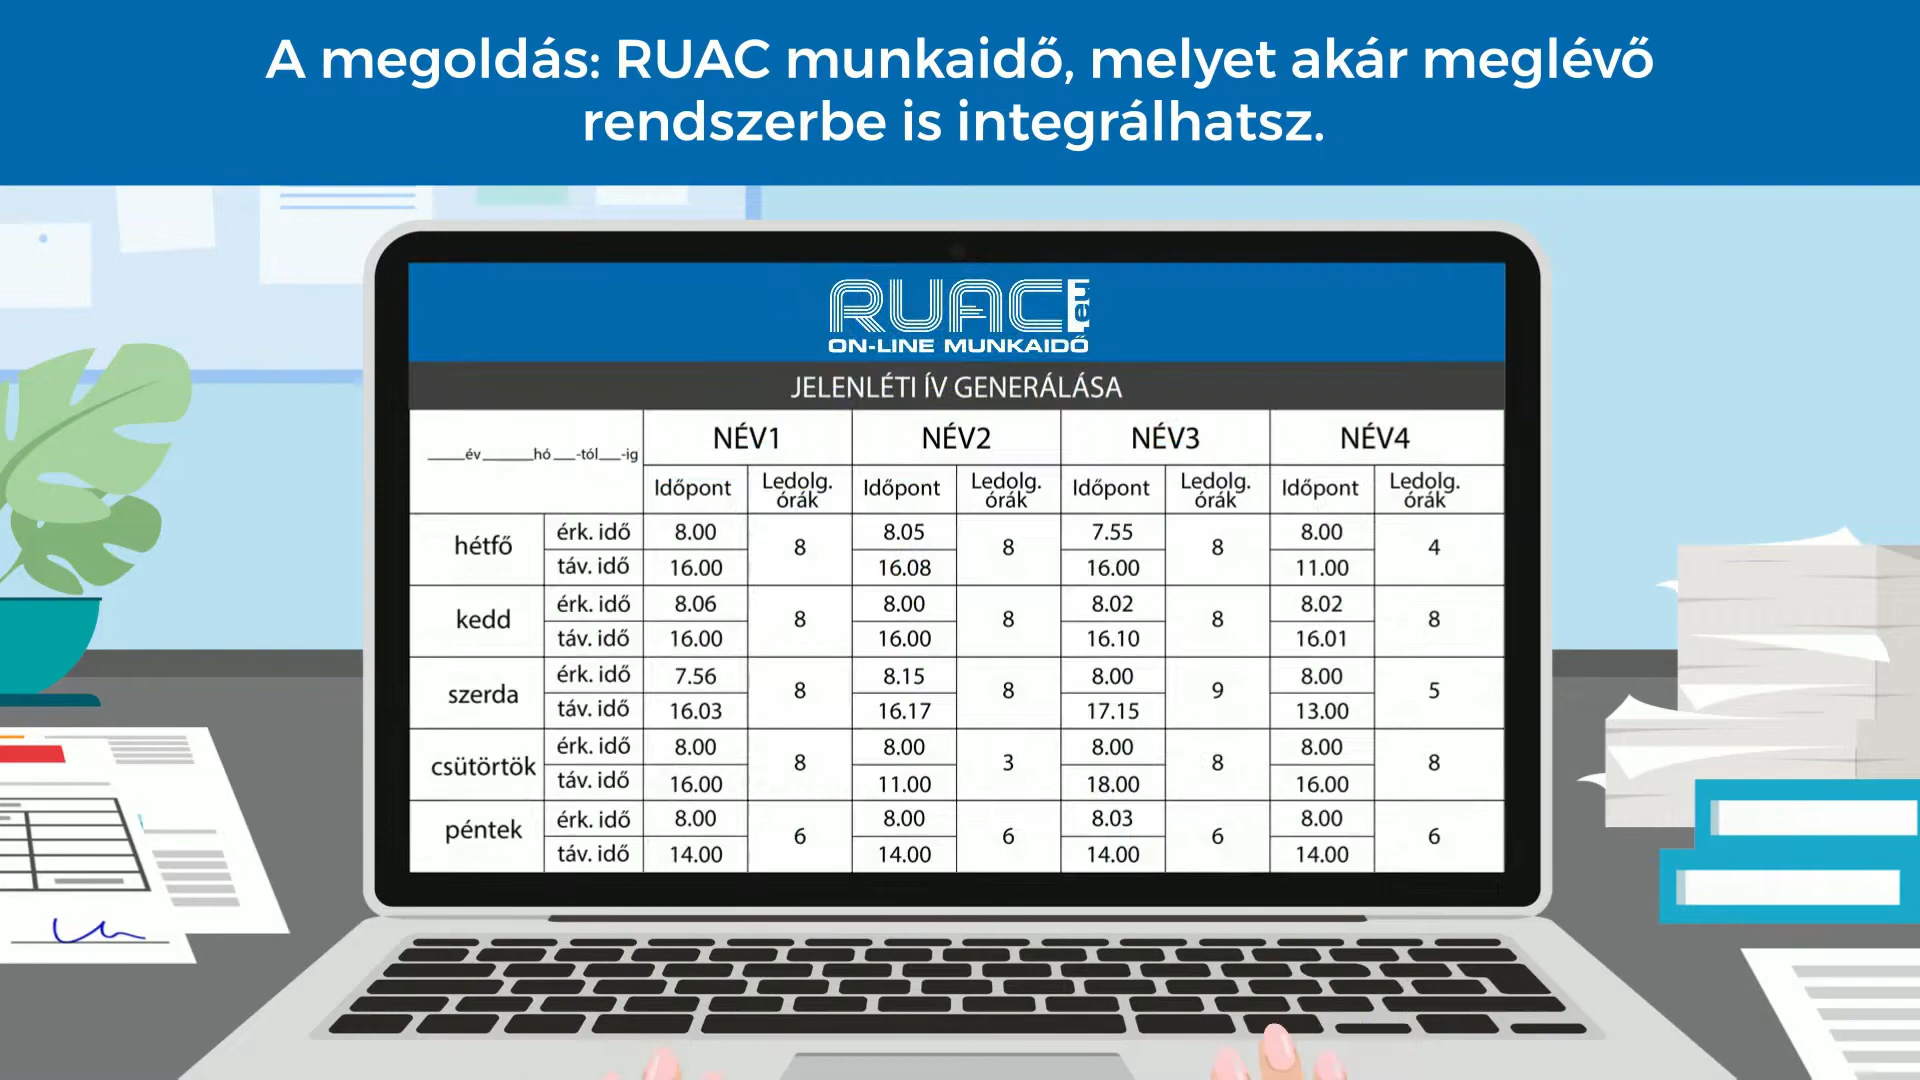 A megoldás: RUAC munkaidő, melyet akár meglévő
rendszerbe is integrálhatsz.
RUAC
ON-LINE MUNKAIDŐ
JELENLÉTI ÍV GENERÁLÁSA
____év______hó___-tól___-ig NÉV1 NÉV2 NÉV3 NÉV4
Időpont Ledolg. órák Időpont Ledolg. órák Időpont Ledolg. órák Időpont Ledolg. órák
hétfő érk. idő 8.00 8 8.05 8 7.55 8 8.00 4
táv. idő 16.00 16.08 16.00 11.00
kedd érk. idő 8.06 8 8.00 8 8.02 8 8.02 8
táv. idő 16.00 16.00 16.10 16.01
szerda érk. idő 7.56 8 8.15 8 8.00 9 8.00 5
táv. idő 16.03 16.17 17.15 13.00
csütörtök érk. idő 8.00 8 8.00 3 8.00 8 8.00 8
táv. idő 16.00 11.00 18.00 16.00
péntek érk. idő 8.00 6 8.00 6 8.03 6 8.00 6
táv. idő 14.00 14.00 14.00 14.00